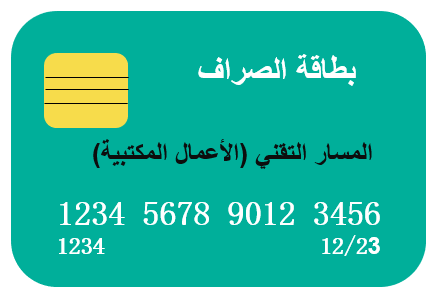 بطاقة الصراف
المسار التقني (الأعمال المكتبية)
1234 5678 9012 3456
1234 12/23